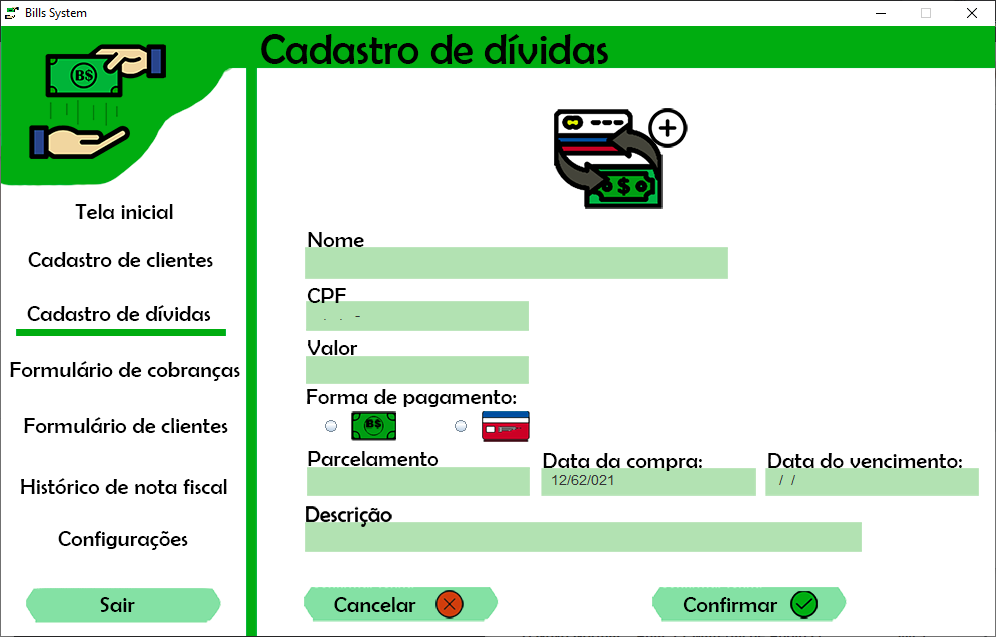 Bills System
Cadastro de dívidas
B$
Tela inicial
Cadastro de clientes
Cadastro de dívidas
Formulário de cobranças
Formulário de clientes
Histórico de nota fiscal
Configurações
Sair
$
Nome
CPF
. . -
Valor
Forma de pagamento:
B$
Parcelamento
Data da compra:
12/62/021
Data do vencimento:
/ /
Descrição
Cancelar
Confirmar